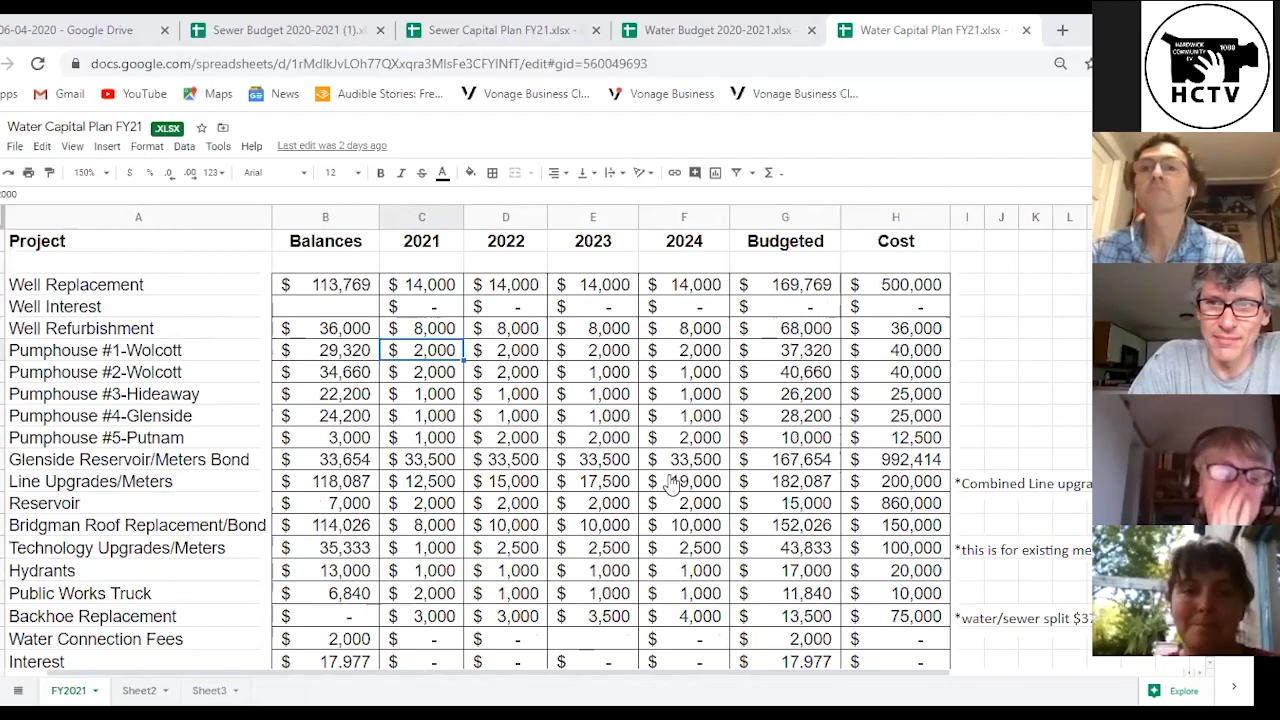 06-04-2020 - Google Drive × Sewer Budget 2020-2021 (1).xl × Sewer Capital Plan FY21.xlsx - × Water Budget 2020-2021.xlsx × Water Capital Plan FY21.xlsx - × +
docs.google.com/spreadsheets/d/
pps Gmail YouTube Maps News Audible Stories: Fre... Vonage Business Cl... Vonage Business Vonage Business Cl...
HARDWICK
COMMUNITY
TV
1088
HCTV
Water Capital Plan FY21 .XLSX
File Edit View Insert Format Data Tools Help Last edit was 2 days ago
150% $ % .0 .00 123 Arial 12 B I S A Σ
000
A B C D E F G H I J K L
Project Balances 2021 2022 2023 2024 Budgeted Cost
Well Replacement $ 113,769 $ 14,000 $ 14,000 $ 14,000 $ 14,000 $ 169,769 $ 500,000
Well Interest $ - $ - $ - $ - $ - $ -
Well Refurbishment $ 36,000 $ 8,000 $ 8,000 $ 8,000 $ 8,000 $ 68,000 $ 36,000
Pumphouse #1-Wolcott $ 29,320 $ 2,000 $ 2,000 $ 2,000 $ 2,000 $ 37,320 $ 40,000
Pumphouse #2-Wolcott $ 34,660 $ 2,000 $ 2,000 $ 1,000 $ 1,000 $ 40,660 $ 40,000
Pumphouse #3-Hideaway $ 22,200 $ 1,000 $ 1,000 $ 1,000 $ 1,000 $ 26,200 $ 25,000
Pumphouse #4-Glenside $ 24,200 $ 1,000 $ 1,000 $ 1,000 $ 1,000 $ 28,200 $ 25,000
Pumphouse #5-Putnam $ 3,000 $ 1,000 $ 2,000 $ 2,000 $ 2,000 $ 10,000 $ 12,500
Glenside Reservoir/Meters Bond $ 33,654 $ 33,500 $ 33,500 $ 33,500 $ 33,500 $ 167,654 $ 992,414
Line Upgrades/Meters $ 118,087 $ 12,500 $ 15,000 $ 17,500 $ 9,000 $ 182,087 $ 200,000 *Combined Line upgra
Reservoir $ 7,000 $ 2,000 $ 2,000 $ 2,000 $ 2,000 $ 15,000 $ 860,000
Bridgman Roof Replacement/Bond $ 114,026 $ 8,000 $ 10,000 $ 10,000 $ 10,000 $ 152,026 $ 150,000
Technology Upgrades/Meters $ 35,333 $ 1,000 $ 2,500 $ 2,500 $ 2,500 $ 43,833 $ 100,000 *this is for existing me
Hydrants $ 13,000 $ 1,000 $ 1,000 $ 1,000 $ 1,000 $ 17,000 $ 20,000
Public Works Truck $ 6,840 $ 2,000 $ 1,000 $ 1,000 $ 1,000 $ 11,840 $ 10,000
Backhoe Replacement $ - $ 3,000 $ 3,000 $ 3,500 $ 4,000 $ 13,500 $ 75,000 *water/sewer split $37
Water Connection Fees $ 2,000 $ - $ - $ - $ 2,000 $ -
Interest $ 17,977 $ - $ - $ - $ - $ 17,977 $ -
FY2021 Sheet2 Sheet3 Explore